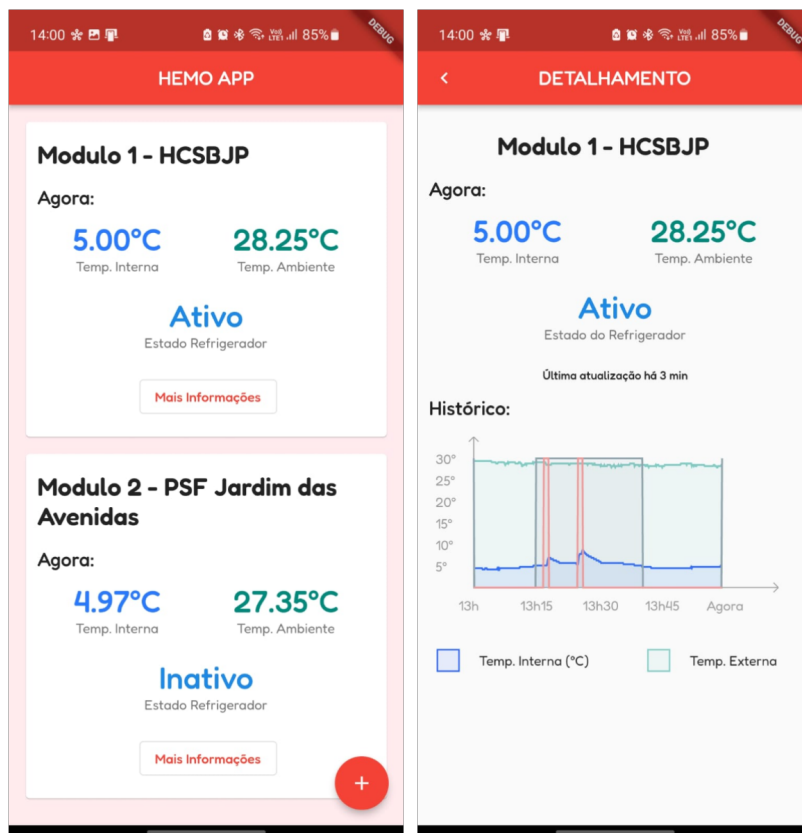 14:00 85%
DEBUG
HEMO APP
Modulo 1 - HCSBJP
Agora:
5.00°C 28.25°C
Temp. Interna Temp. Ambiente
Ativo
Estado Refrigerador
Mais Informações
Modulo 2 - PSF Jardim das
Avenidas
Agora:
4.97°C 27.35°C
Temp. Interna Temp. Ambiente
Inativo
Estado Refrigerador
Mais Informações
+
14:00 85%
DEBUG
DETALHAMENTO
Modulo 1 - HCSBJP
Agora:
5.00°C 28.25°C
Temp. Interna Temp. Ambiente
Ativo
Estado do Refrigerador
Última atualização há 3 min
Histórico:
30°
25°
20°
15°
10°
5°
13h 13h15 13h30 13h45 Agora
Temp. Interna (°C) Temp. Externa